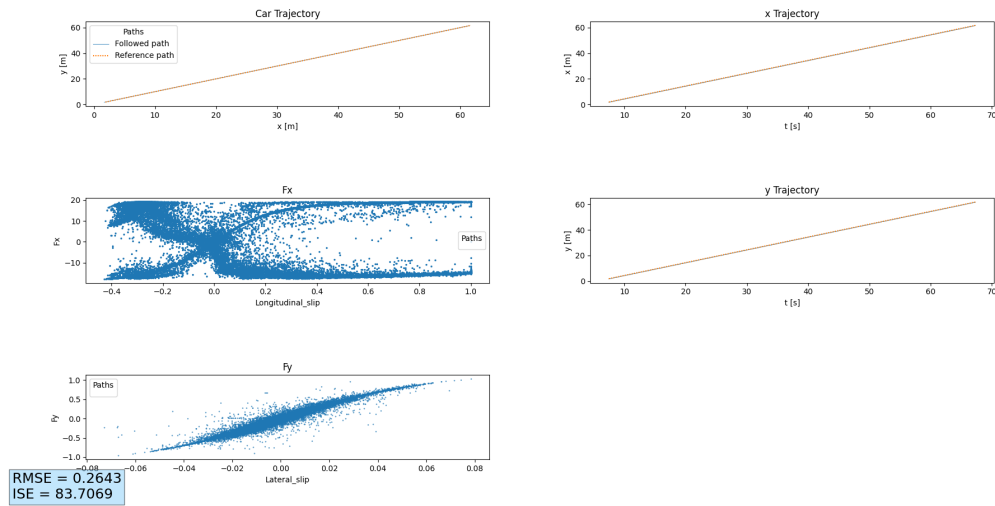 Car Trajectory
60
40
20
0
y [m]
Paths
Followed path
Reference path
0 10 20 30 40 50 60
x [m]
x Trajectory
60
40
20
0
x [m]
10 20 30 40 50 60 70
t [s]
Fx
20
10
0
−10
Fx
Paths
−0.4 −0.2 0.0 0.2 0.4 0.6 0.8 1.0
Longitudinal_slip
y Trajectory
60
40
20
0
y [m]
10 20 30 40 50 60 70
t [s]
Fy
1.0
0.5
0.0
−0.5
−1.0
Fy
Paths
−0.08 −0.06 −0.04 −0.02 0.00 0.02 0.04 0.06 0.08
Lateral_slip
RMSE = 0.2643
ISE = 83.7069